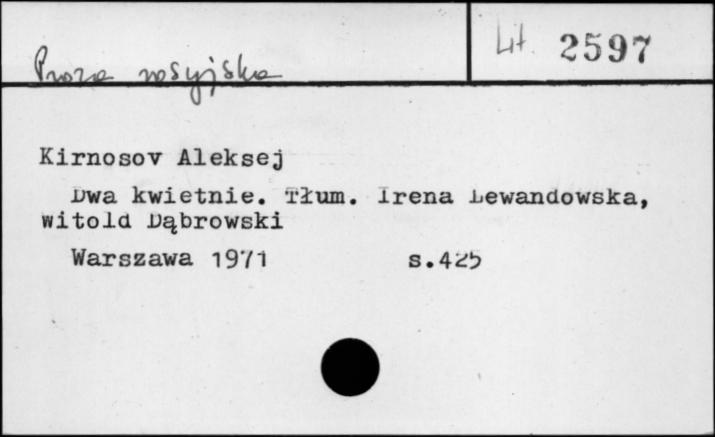 Proza rosyjska
Lit. 2597
Kirnosov Aleksej
Dwa kwietnie. Tłum. Irena Lewandowska,
Witold Dąbrowski
Warszawa 1971 s.425